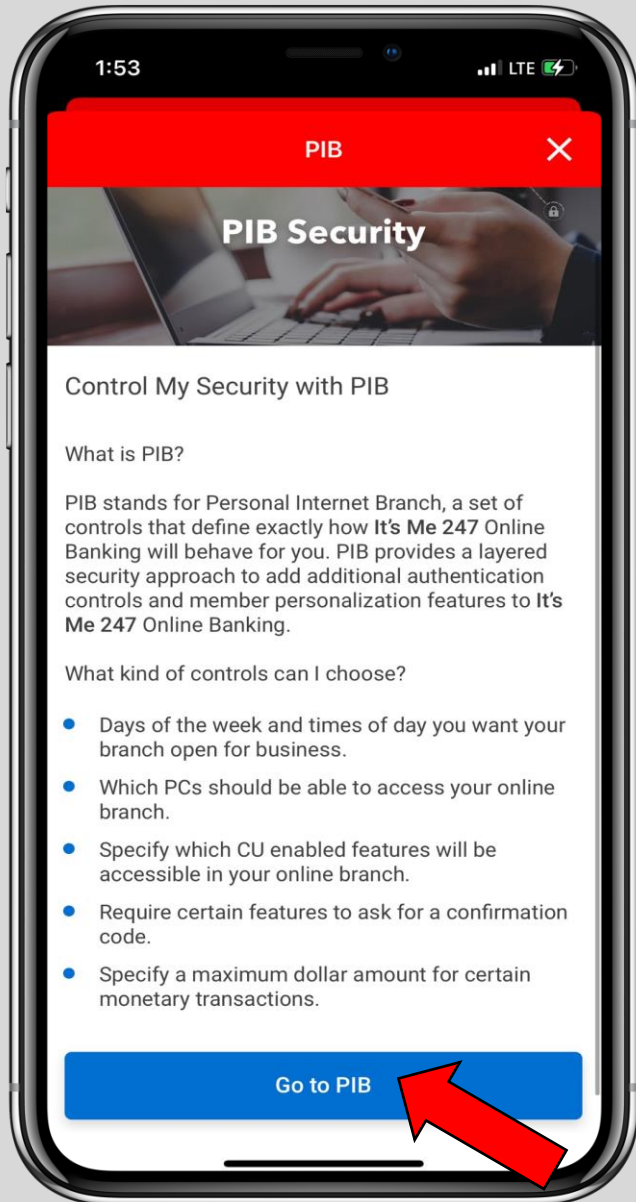 1:53
LTE
PIB
PIB Security
Control My Security with PIB
What is PIB?
PIB stands for Personal Internet Branch, a set of
controls that define exactly how It’s Me 247 Online
Banking will behave for you. PIB provides a layered
security approach to add additional authentication
controls and member personalization features to It’s
Me 247 Online Banking.
What kind of controls can I choose?
Days of the week and times of day you want your
branch open for business.
Which PCs should be able to access your online
branch.
Specify which CU enabled features will be
accessible in your online branch.
Require certain features to ask for a confirmation
code.
Specify a maximum dollar amount for certain
monetary transactions.
Go to PIB